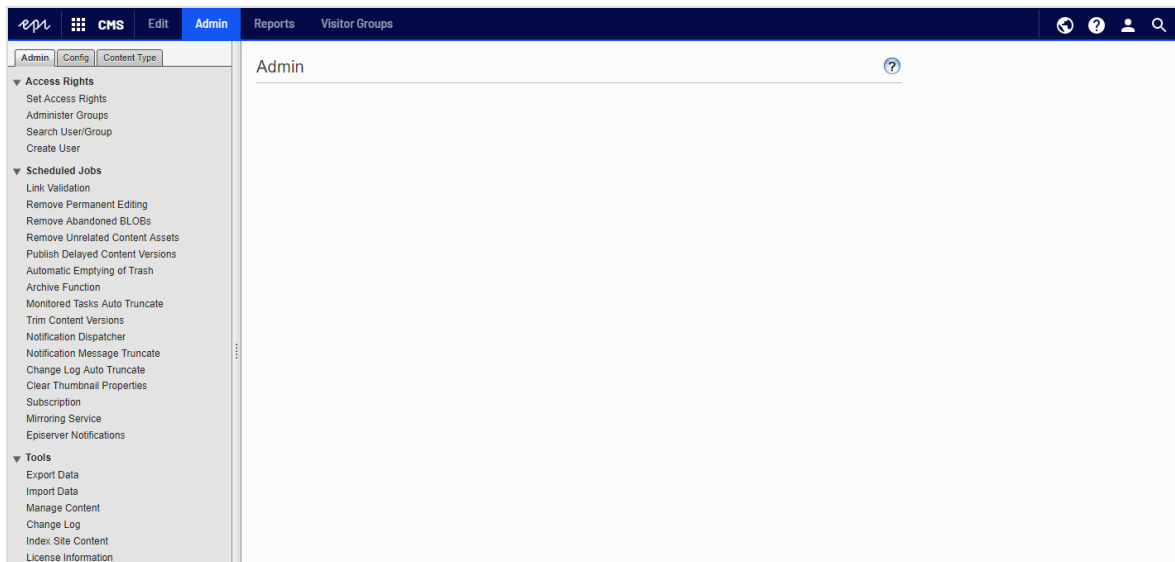 epi CMS Edit Admin Reports Visitor Groups ?
Admin Config Content Type
Access Rights
Set Access Rights
Administer Groups
Search User/Group
Create User
Scheduled Jobs
Link Validation
Remove Permanent Editing
Remove Abandoned BLOBs
Remove Unrelated Content Assets
Publish Delayed Content Versions
Automatic Emptying of Trash
Archive Function
Monitored Tasks Auto Truncate
Trim Content Versions
Notification Dispatcher
Notification Message Truncate
Change Log Auto Truncate
Clear Thumbnail Properties
Subscription
Mirroring Service
Episerver Notifications
Tools
Export Data
Import Data
Manage Content
Change Log
Index Site Content
License Information
Admin ?